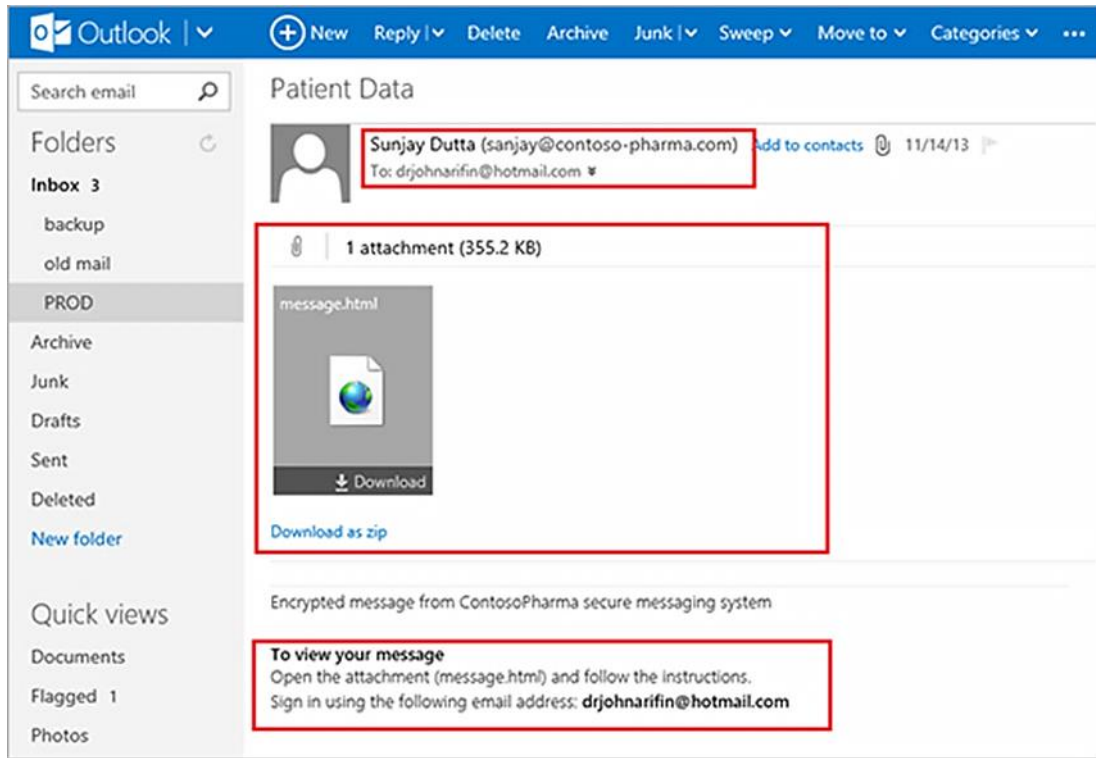 Outlook
New Reply Delete Archive Junk Sweep Move to Categories •••
Search email
Folders
Inbox 3
backup
old mail
PROD
Archive
Junk
Drafts
Sent
Deleted
New folder
Quick views
Documents
Flagged 1
Photos
Patient Data
Sunjay Dutta (sanjay@contoso-pharma.com) Add to contacts 11/14/13
To: drjohnarifin@hotmail.com
1 attachment (355.2 KB)
message.html
Download
Download as zip
Encrypted message from ContosoPharma secure messaging system
To view your message
Open the attachment (message.html) and follow the instructions.
Sign in using the following email address: drjohnarifin@hotmail.com